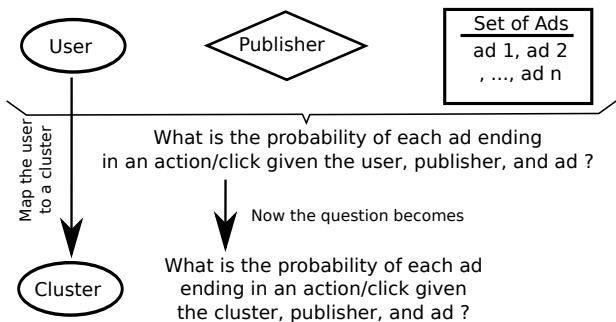 User
Publisher
Set of Ads
ad 1, ad 2
, ..., ad n
What is the probability of each ad ending
in an action/click given the user, publisher, and ad ?
Map the user
to a cluster
Now the question becomes
Cluster
What is the probability of each ad
ending in an action/click given
the cluster, publisher, and ad ?